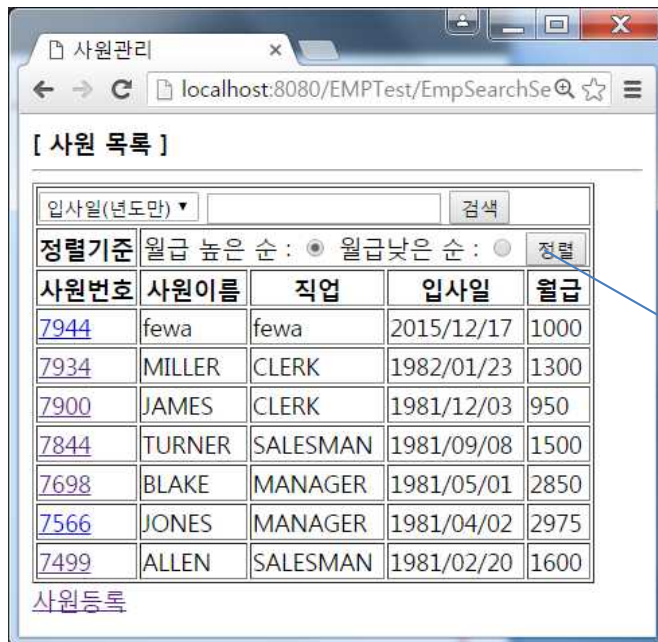 사원관리
localhost:8080/EMPTest/EmpSearchSe
[ 사원 목록 ]
입사일(년도만) 검색
정렬기준 월급 높은 순 : 월급낮은 순 : 정렬
사원번호 사원이름 직업 입사일 월급
7944 fewa fewa 2015/12/17 1000
7934 MILLER CLERK 1982/01/23 1300
7900 JAMES CLERK 1981/12/03 950
7844 TURNER SALESMAN 1981/09/08 1500
7698 BLAKE MANAGER 1981/05/01 2850
7566 JONES MANAGER 1981/04/02 2975
7499 ALLEN SALESMAN 1981/02/20 1600
사원등록